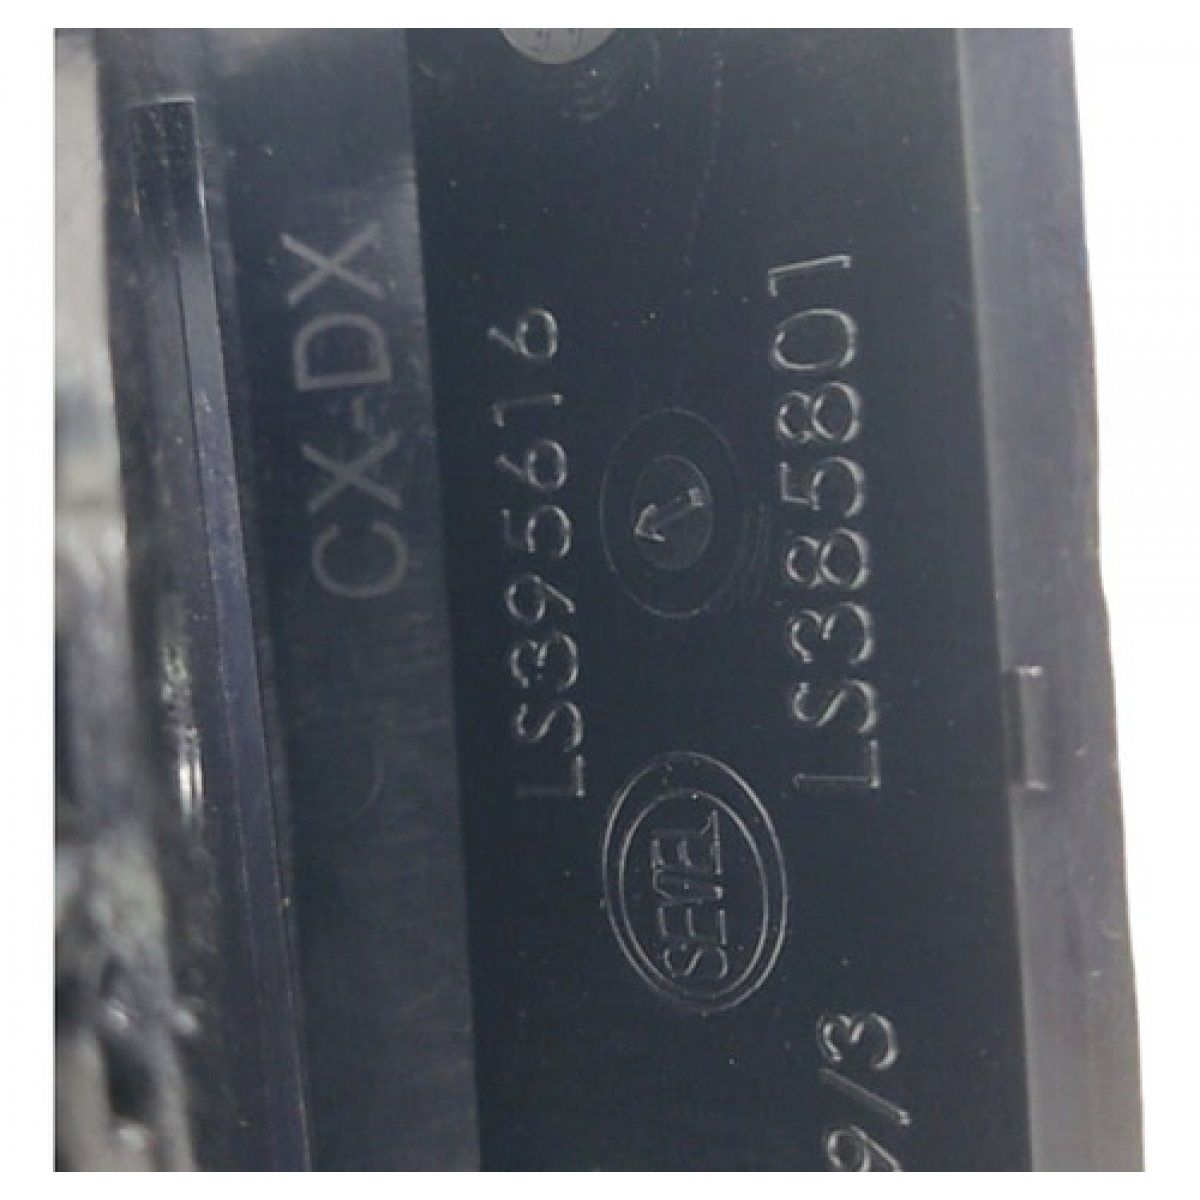 CX-DX
LS395616
LS385801
SEVEL
9/3